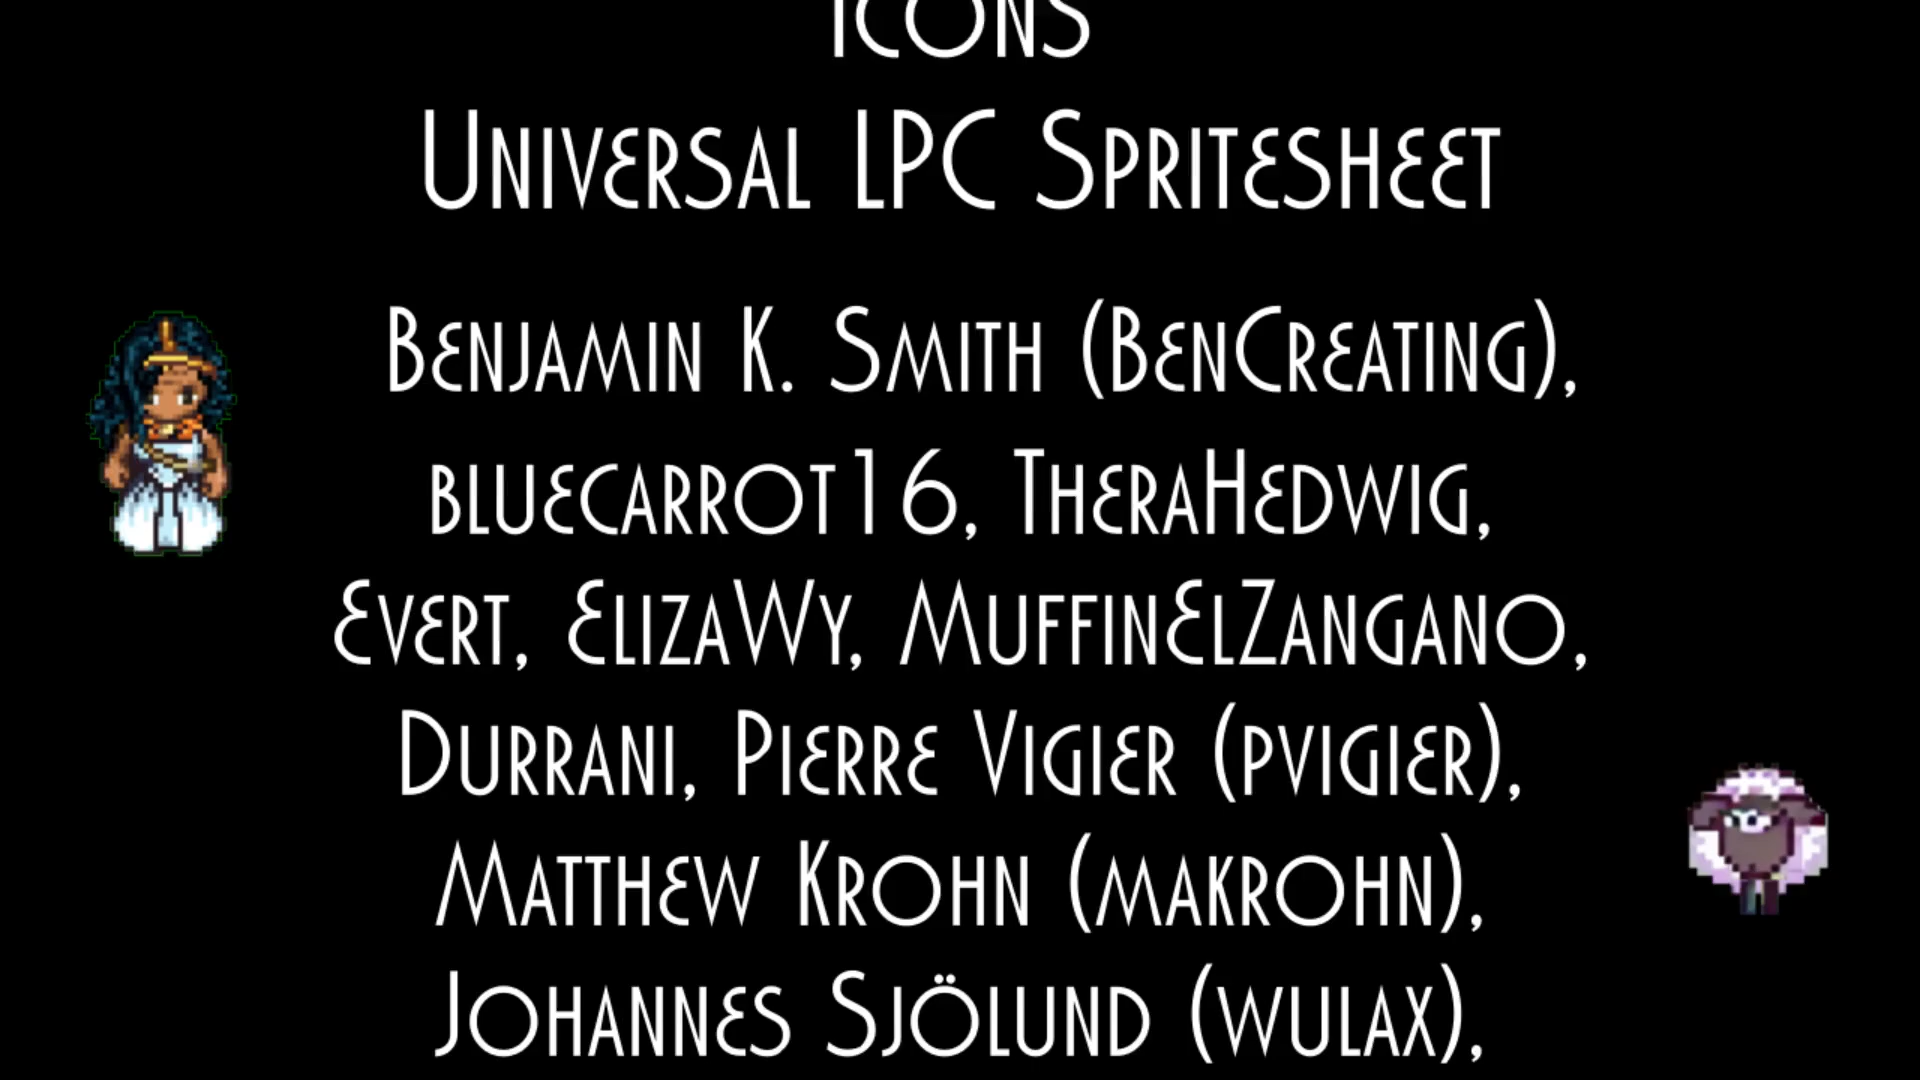 Icons
Universal LPC Spritesheet
Benjamin K. Smith (BenCreating),
bluecarrot16, TheraHedwig,
Evert, ElizaWy, MuffinElZangano,
Durrani, Pierre Vigier (pvigier),
Matthew Krohn (makrohn),
Johannes Sjölund (wulax),